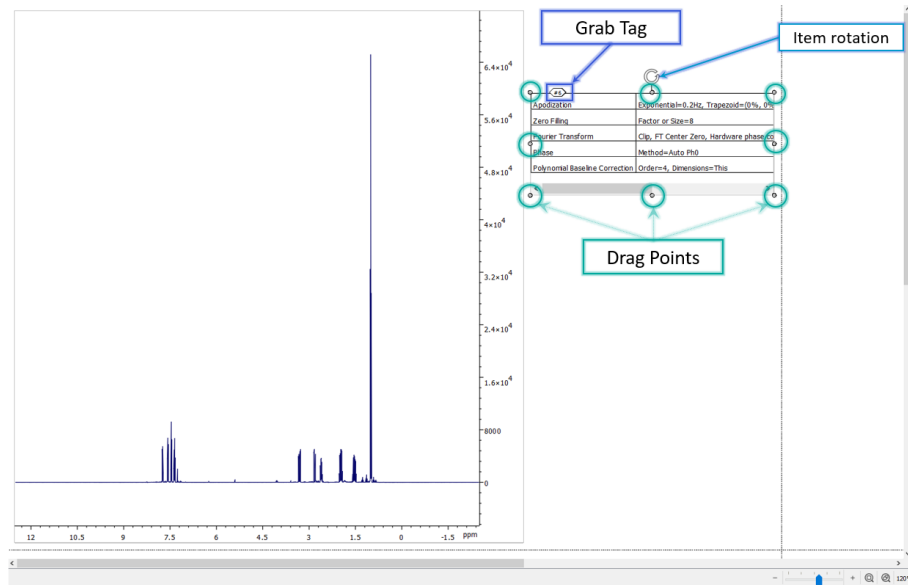 Grab Tag
Item rotation
6.4×10⁴
5.6×10⁴
4.8×10⁴
4×10⁴
3.2×10⁴
2.4×10⁴
1.6×10⁴
8000
0
#5
Apodization Exponential=0.2Hz, Trapezoid=(0%, 0%
Zero Filling Factor or Size=8
Fourier Transform Clip, FT Center Zero, Hardware phase co
Phase Method=Auto Ph0
Polynomial Baseline Correction Order=4, Dimensions=This
Drag Points
12 10.5 9 7.5 6 4.5 3 1.5 0 -1.5 ppm